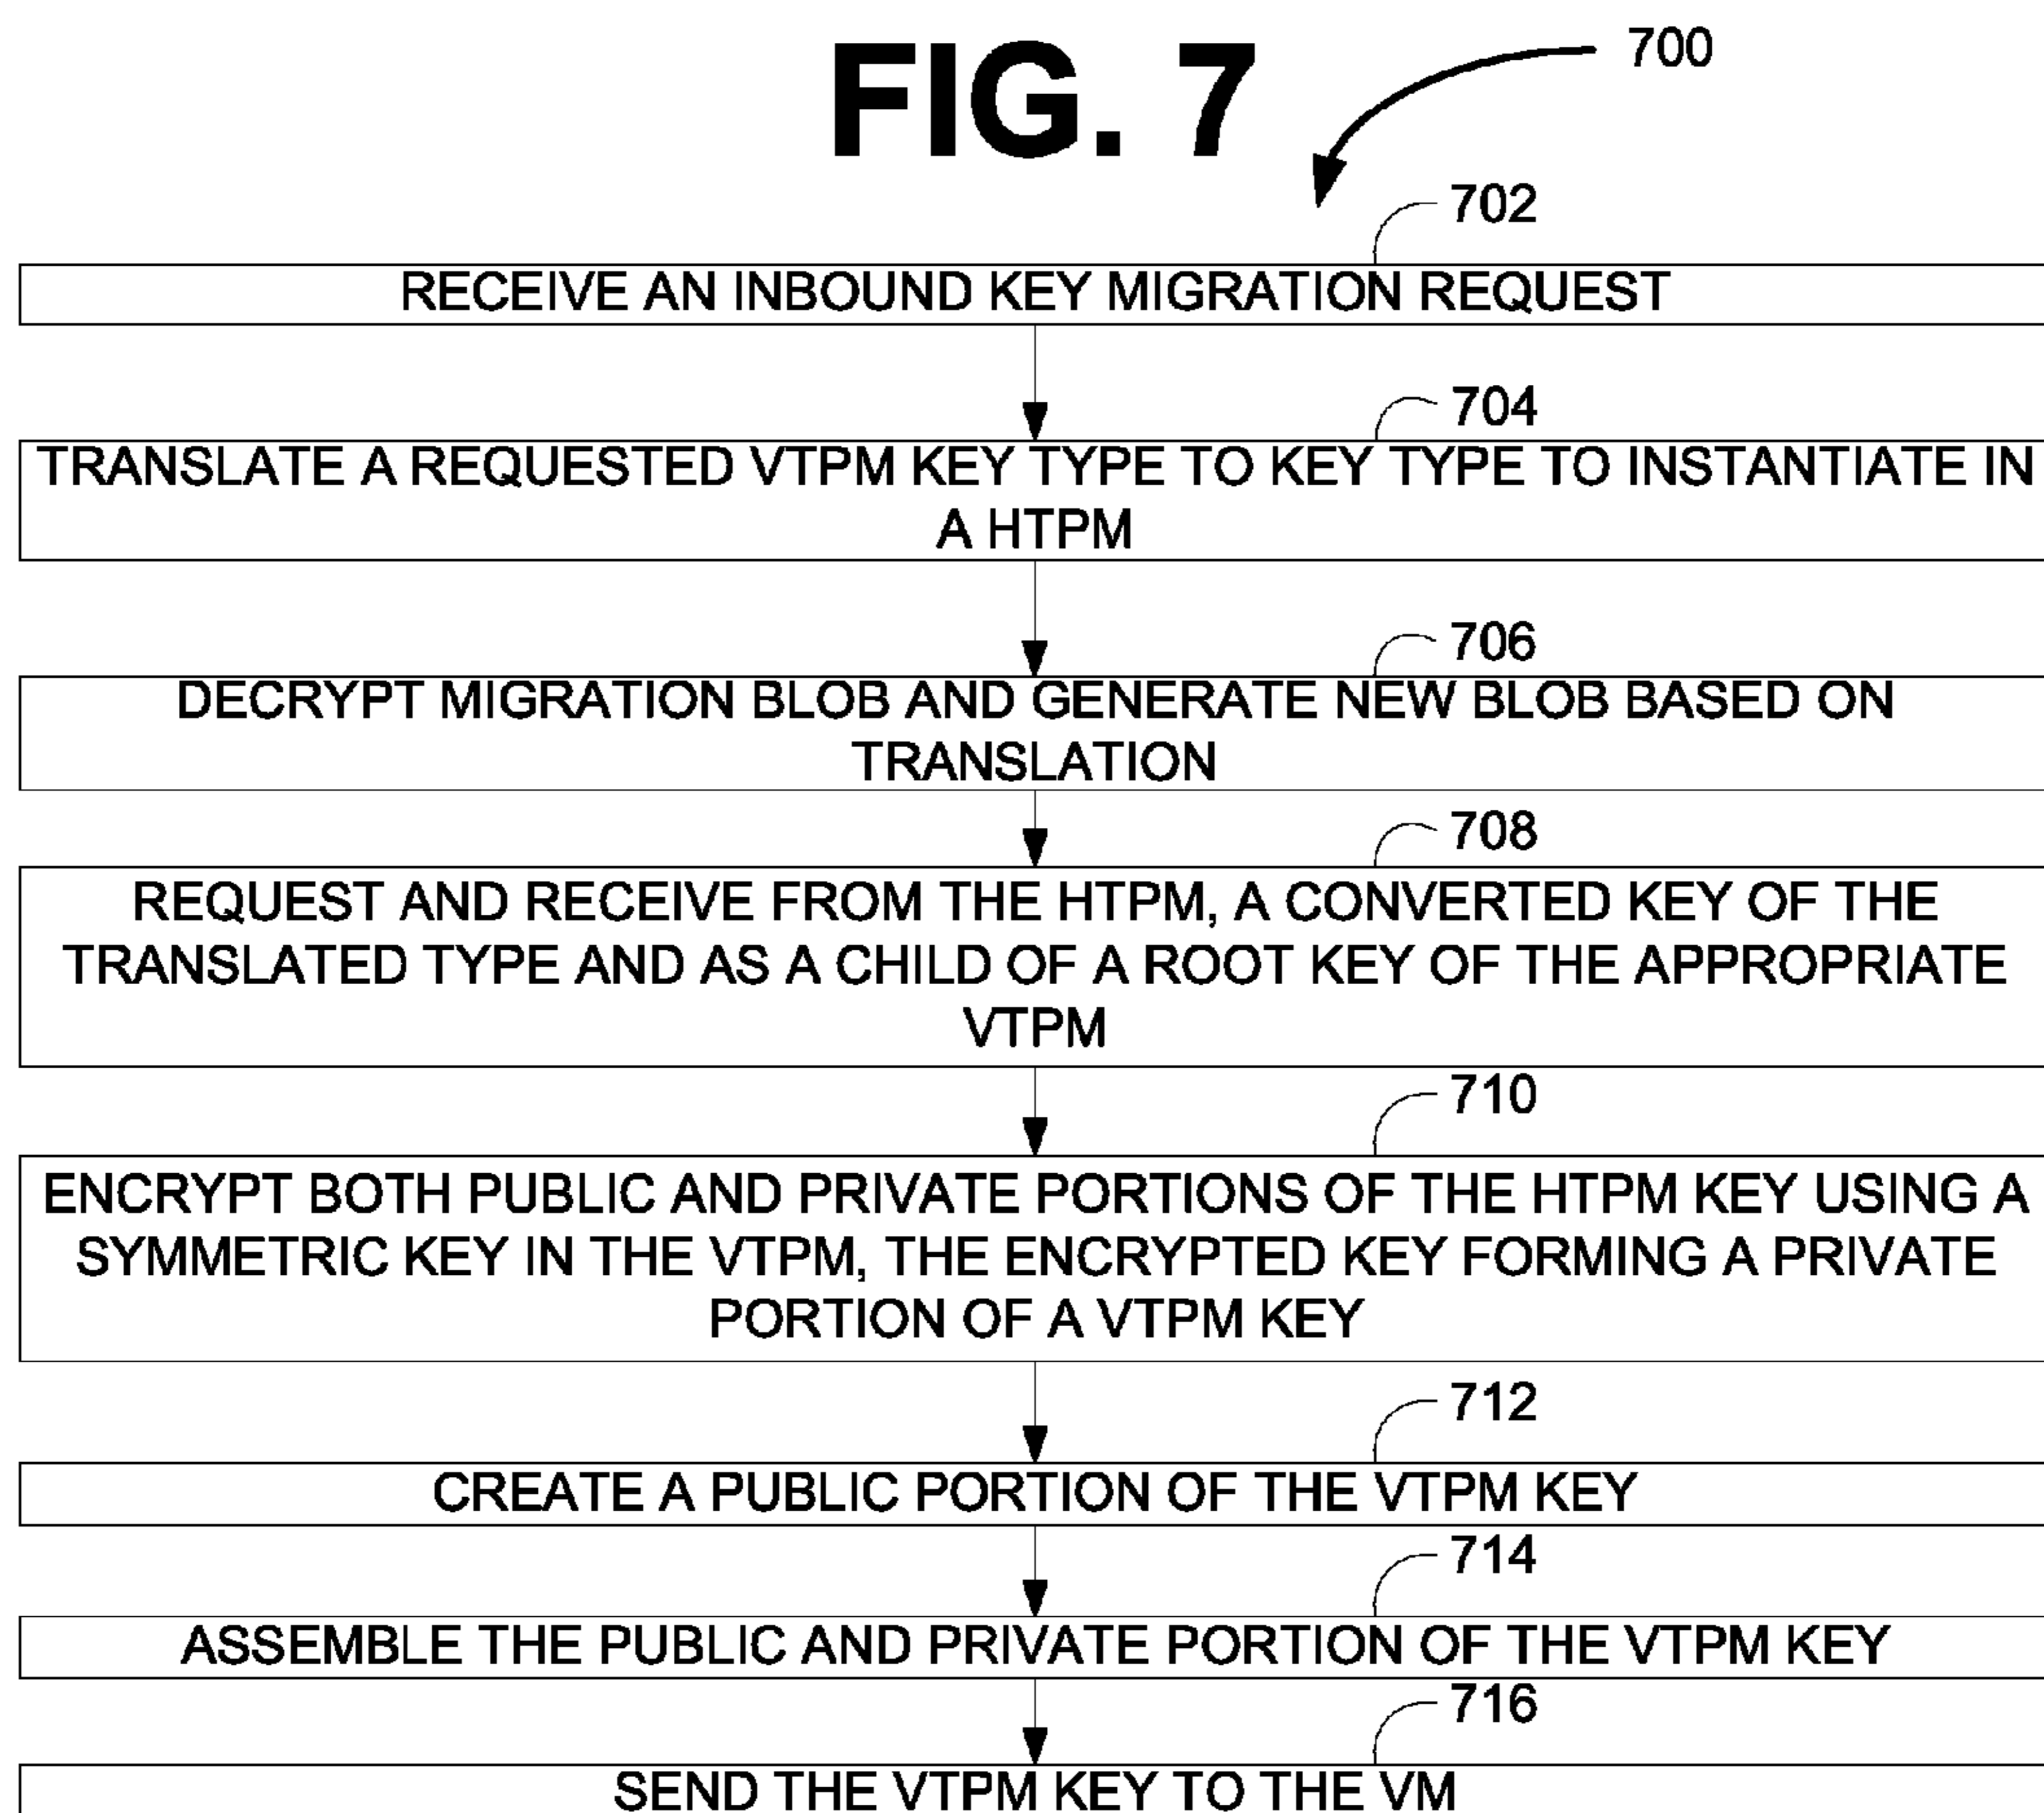 FIG. 7
700
702
RECEIVE AN INBOUND KEY MIGRATION REQUEST
704
TRANSLATE A REQUESTED VTPM KEY TYPE TO KEY TYPE TO INSTANTIATE IN
A HTPM
706
DECRYPT MIGRATION BLOB AND GENERATE NEW BLOB BASED ON
TRANSLATION
708
REQUEST AND RECEIVE FROM THE HTPM, A CONVERTED KEY OF THE
TRANSLATED TYPE AND AS A CHILD OF A ROOT KEY OF THE APPROPRIATE
VTPM
710
ENCRYPT BOTH PUBLIC AND PRIVATE PORTIONS OF THE HTPM KEY USING A
SYMMETRIC KEY IN THE VTPM, THE ENCRYPTED KEY FORMING A PRIVATE
PORTION OF A VTPM KEY
712
CREATE A PUBLIC PORTION OF THE VTPM KEY
714
ASSEMBLE THE PUBLIC AND PRIVATE PORTION OF THE VTPM KEY
716
SEND THE VTPM KEY TO THE VM